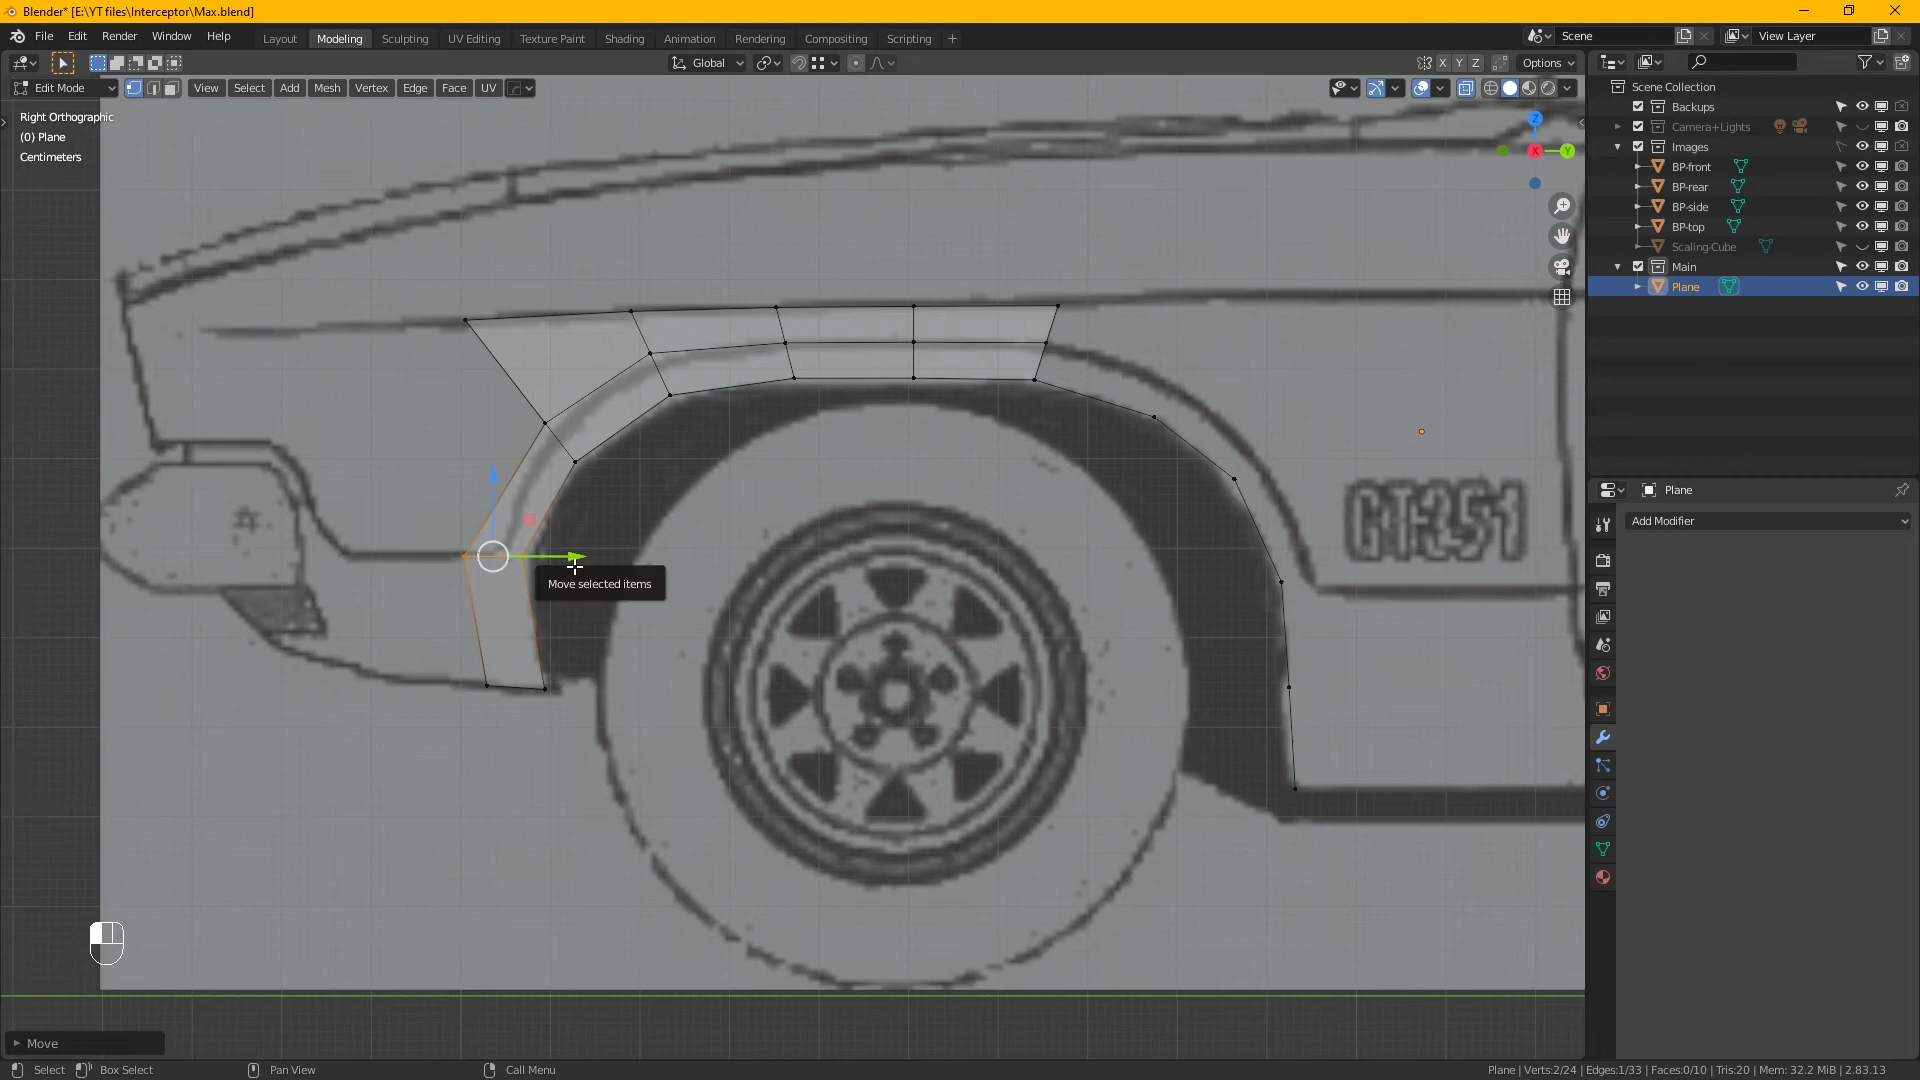 Blender* [E:\YT files\Interceptor\Max.blend]
File Edit Render Window Help
Layout Modeling Sculpting UV Editing Texture Paint Shading Animation Rendering Compositing Scripting +
Scene
View Layer
Global
X Y Z
Options
Edit Mode
View Select Add Mesh Vertex Edge Face UV
Right Orthographic
(0) Plane
Centimeters
Z
X
Y
Scene Collection
Backups
Camera+Lights
Images
BP-front
BP-rear
BP-side
BP-top
Scaling-Cube
Main
Plane
Plane
Add Modifier
GT351
Move selected items
Move
Select
Box Select
Pan View
Call Menu
Plane | Verts:2/24 | Edges:1/33 | Faces:0/10 | Tris:20 | Mem: 32.2 MiB | 2.83.13